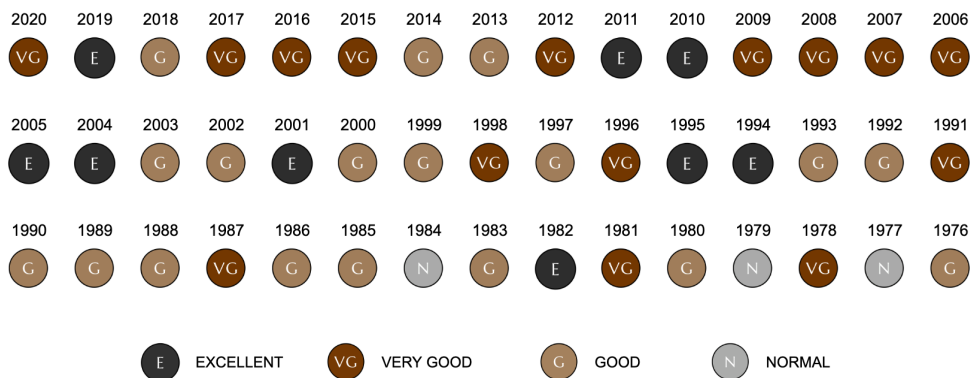 2020 2019 2018 2017 2016 2015 2014 2013 2012 2011 2010 2009 2008 2007 2006
VG E G VG VG VG G G VG E E VG VG VG VG
2005 2004 2003 2002 2001 2000 1999 1998 1997 1996 1995 1994 1993 1992 1991
E E G G E G G VG G VG E E G G VG
1990 1989 1988 1987 1986 1985 1984 1983 1982 1981 1980 1979 1978 1977 1976
G G G VG G G N G E VG G N VG N G
E EXCELLENT VG VERY GOOD G GOOD N NORMAL